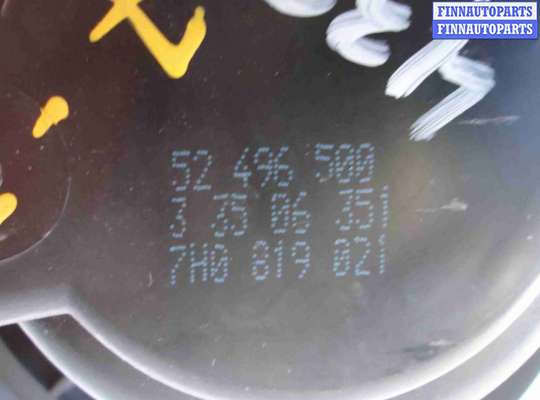 FINNAUTOPARTS
FINNAUTOPARTS
52 496 500
3 35 06 351
7H0 819 021